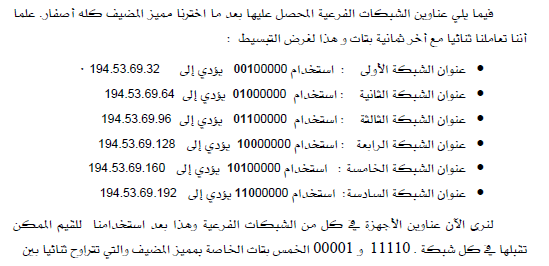 فيما يلي عناوين الشبكات الفرعية المحصل عليها بعد ما اخترنا مميز المضيف كله أصفار. علما
أننا تعاملنا ثنائيا مع أخر ثمانية بتات وهذا لغرض التبسيط :
• عنوان الشبكة الأولى : استخدام 00100000 يؤدي إلى 194.53.69.32 .
• عنوان الشبكة الثانية : استخدام 01000000 يؤدي إلى 194.53.69.64
• عنوان الشبكة الثالثة : استخدام 01100000 يؤدي إلى 194.53.69.96
• عنوان الشبكة الرابعة : استخدام 10000000 يؤدي إلى 194.53.69.128
• عنوان الشبكة الخامسة : استخدام 10100000 يؤدي إلى 194.53.69.160
• عنوان الشبكة السادسة: استخدام 11000000 يؤدي إلى 194.53.69.192
لنرى الآن عناوين الأجهزة في كل من الشبكات الفرعية وهذا بعد استخدامنا للقيم الممكن
تقبلها في كل شبكة . 11110 و 00001 الخمس بتات الخاصة بمميز المضيف والتي تتراوح ثنائيا بين